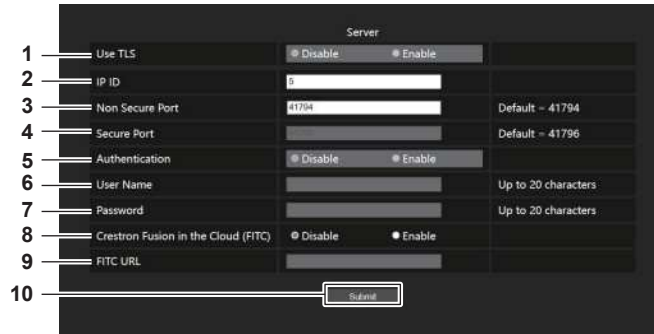 Server
1 Use TLS Disable Enable
2 IP ID 5
3 Non Secure Port 41794 Default = 41794
4 Secure Port Default = 41796
5 Authentication Disable Enable
6 User Name Up to 20 characters
7 Password Up to 20 characters
8 Crestron Fusion in the Cloud (FITC) Disable Enable
9 FITC URL
10 Submit